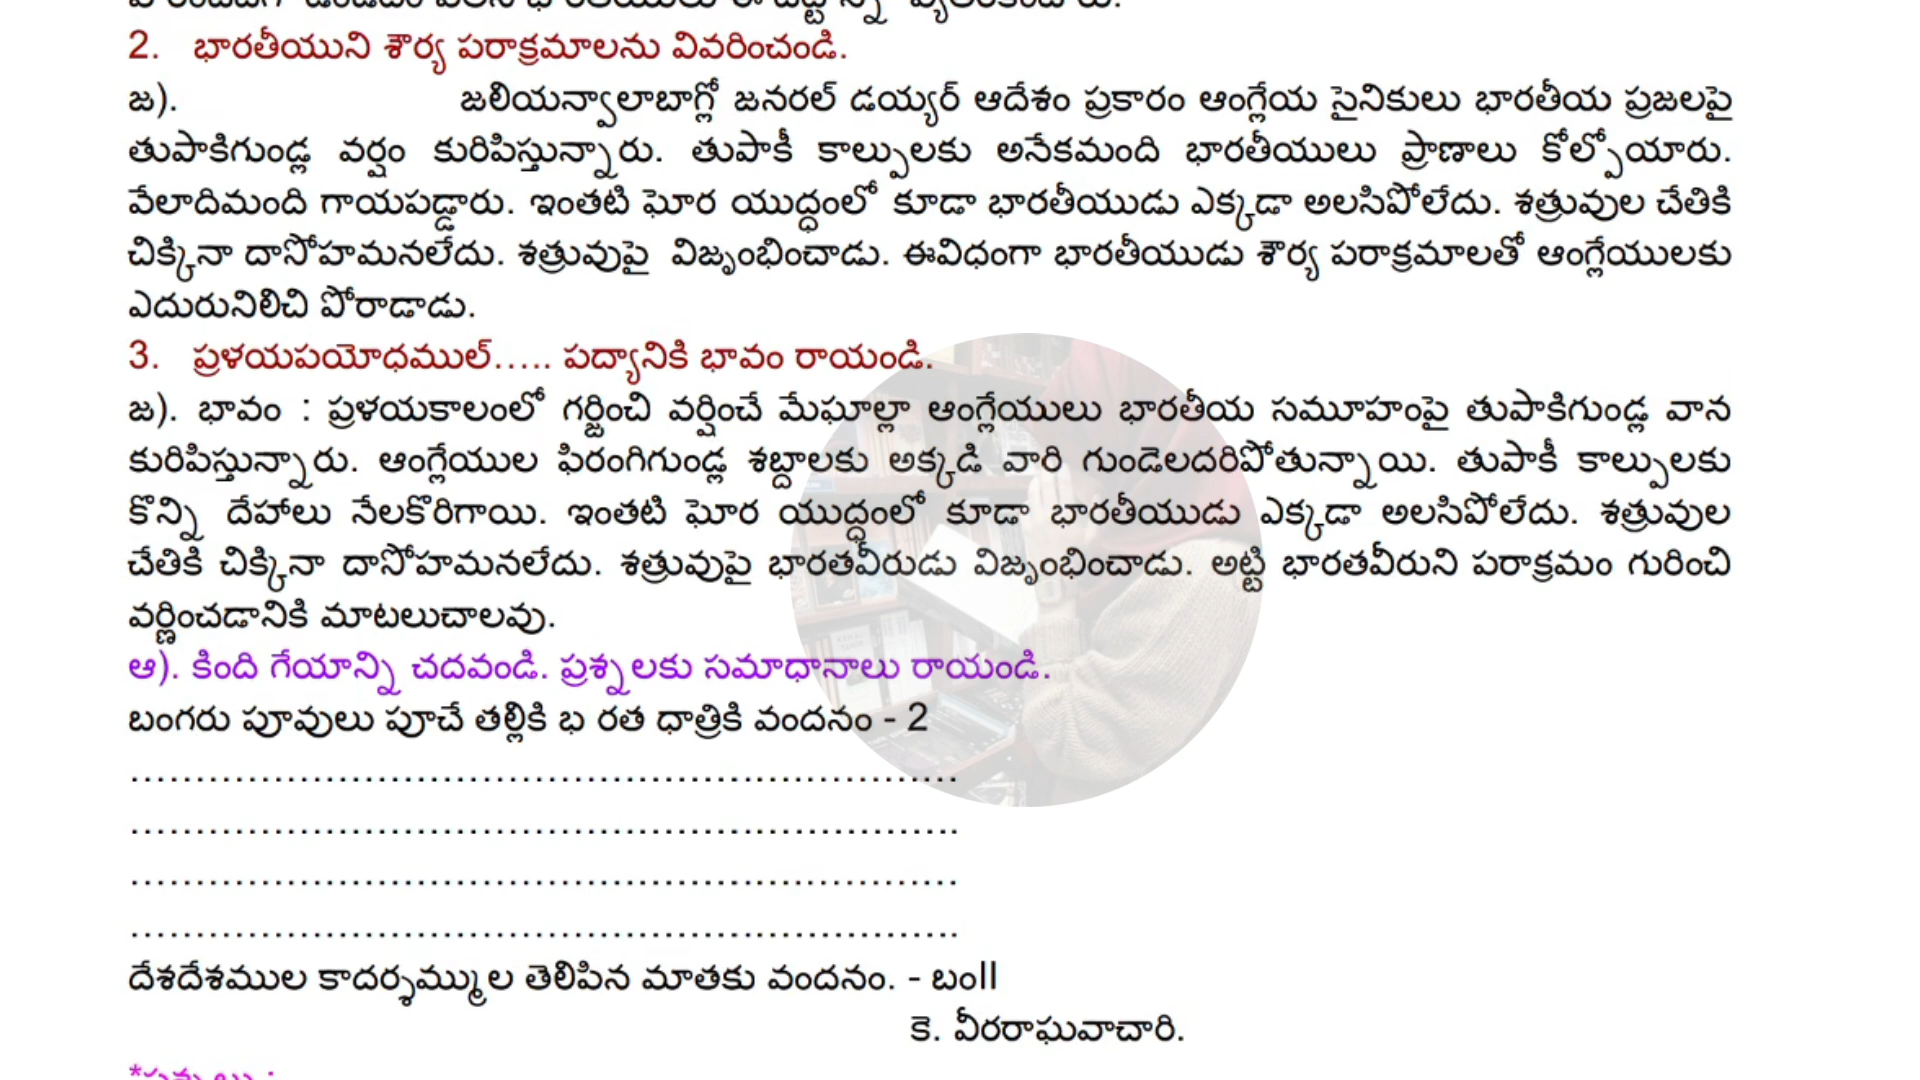 2. భారతీయుని శౌర్య పరాక్రమాలను వివరించండి.
జ). జలియన్వాలాబాగ్లో జనరల్ డయ్యర్ ఆదేశం ప్రకారం ఆంగ్లేయ సైనికులు భారతీయ ప్రజలపై
తుపాకిగుండ్ల వర్షం కురిపిస్తున్నారు. తుపాకీ కాల్పులకు అనేకమంది భారతీయులు ప్రాణాలు కోల్పోయారు.
వేలాదిమంది గాయపడ్డారు. ఇంతటి ఘోర యుద్ధంలో కూడా భారతీయుడు ఎక్కడా అలసిపోలేదు. శత్రువుల చేతికి
చిక్కినా దాసోహమనలేదు. శత్రువుపై విజృంభించాడు. ఈవిధంగా భారతీయుడు శౌర్య పరాక్రమాలతో ఆంగ్లేయులకు
ఎదురునిలిచి పోరాడాడు.
3. ప్రళయపయోధముల్..... పద్యానికి భావం రాయండి.
జ). భావం : ప్రళయకాలంలో గర్జించి వర్షించే మేఘాల్లా ఆంగ్లేయులు భారతీయ సమూహంపై తుపాకిగుండ్ల వాన
కురిపిస్తున్నారు. ఆంగ్లేయుల ఫిరంగిగుండ్ల శబ్దాలకు అక్కడి వారి గుండెలదరిపోతున్నాయి. తుపాకీ కాల్పులకు
కొన్ని దేహాలు నేలకొరిగాయి. ఇంతటి ఘోర యుద్ధంలో కూడా భారతీయుడు ఎక్కడా అలసిపోలేదు. శత్రువుల
చేతికి చిక్కినా దాసోహమనలేదు. శత్రువుపై భారతవీరుడు విజృంభించాడు. అట్టి భారతవీరుని పరాక్రమం గురించి
వర్ణించడానికి మాటలుచాలవు.
ఆ). కింది గేయాన్ని చదవండి. ప్రశ్నలకు సమాధానాలు రాయండి.
బంగరు పూవులు పూచే తల్లికి భ రత ధాత్రికి వందనం - 2
................................................................
................................................................
................................................................
................................................................
దేశదేశముల కాదర్శమ్ముల తెలిపిన మాతకు వందనం. - బంll
కె. వీరరాఘవాచారి.